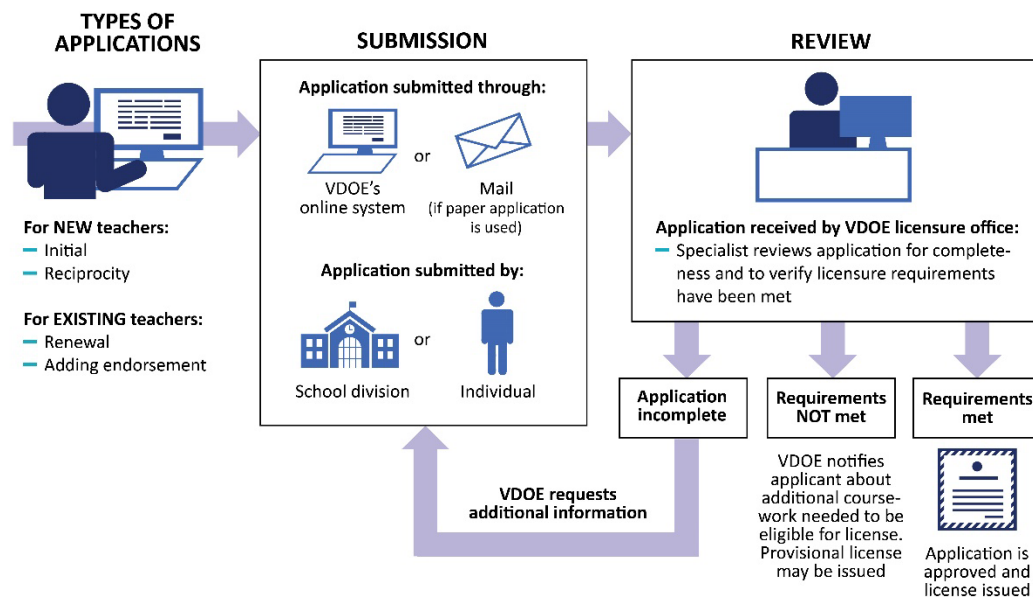 TYPES OF
APPLICATIONS
For NEW teachers:
Initial
Reciprocity
For EXISTING teachers:
Renewal
Adding endorsement
SUBMISSION
Application submitted through:
or
VDOE's
online system
Mail
(if paper application
is used)
Application submitted by:
or
School division
Individual
REVIEW
Application received by VDOE licensure office:
Specialist reviews application for complete-
ness and to verify licensure requirements
have been met
Application
incomplete
VDOE requests
additional information
Requirements
NOT met
VDOE notifies
applicant about
additional course-
work needed to be
eligible for license.
Provisional license
may be issued
Requirements
met
Application is
approved and
license issued